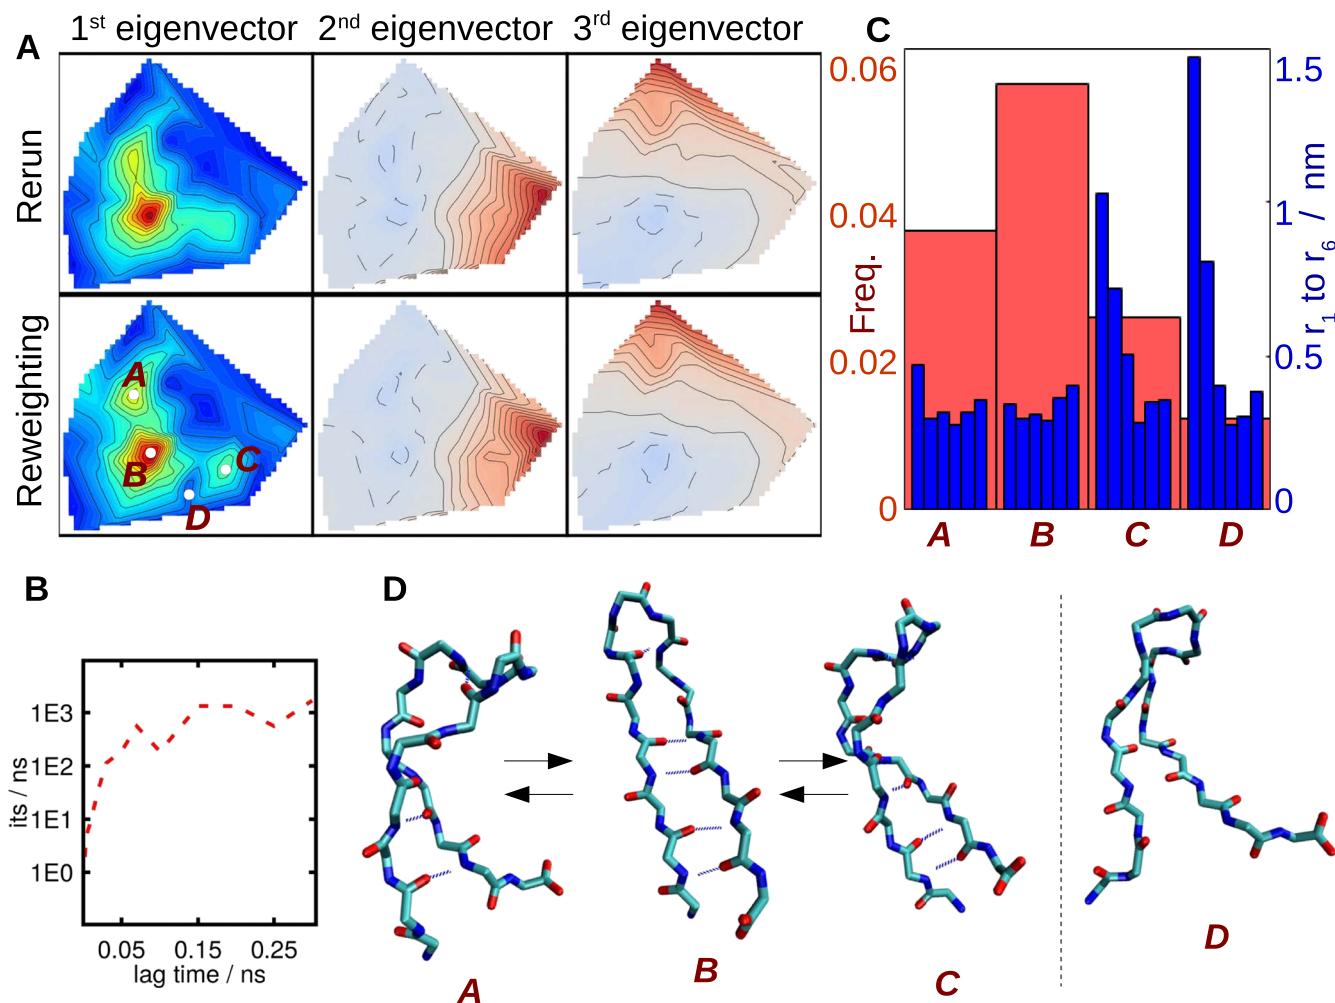 A
1st eigenvector
2nd eigenvector
3rd eigenvector
Rerun
Reweighting
A
B
C
D
C
0.06
0.04
0.02
0
Freq.
1.5
1
0.5
0
r1 to r6 / nm
A
B
C
D
B
1E3
1E2
1E1
1E0
its / ns
0.05
0.15
0.25
lag time / ns
D
A
B
C
D